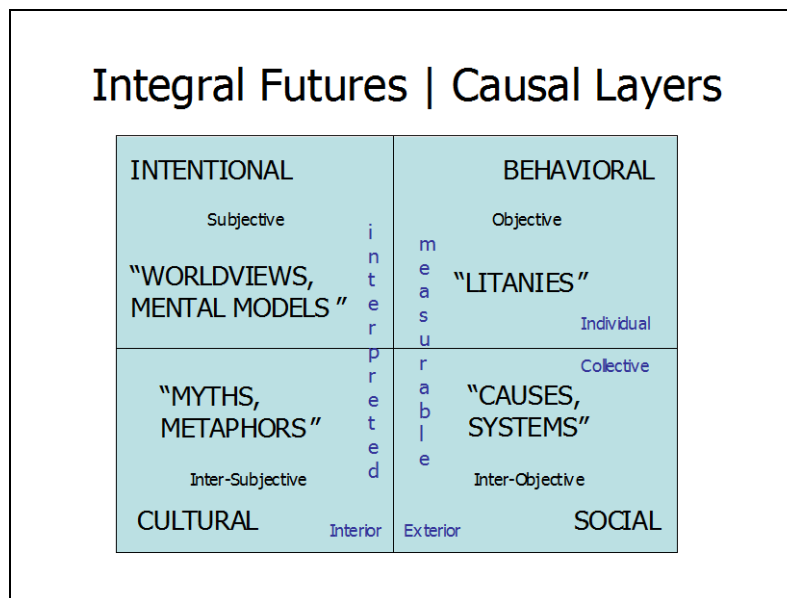 Integral Futures | Causal Layers
INTENTIONAL
Subjective
“WORLDVIEWS,
MENTAL MODELS ”
interpreted
BEHAVIORAL
Objective
measurable
“LITANIES”
Individual
Collective
“MYTHS,
METAPHORS”
Inter-Subjective
CULTURAL
Interior
“CAUSES,
SYSTEMS”
Inter-Objective
Exterior
SOCIAL